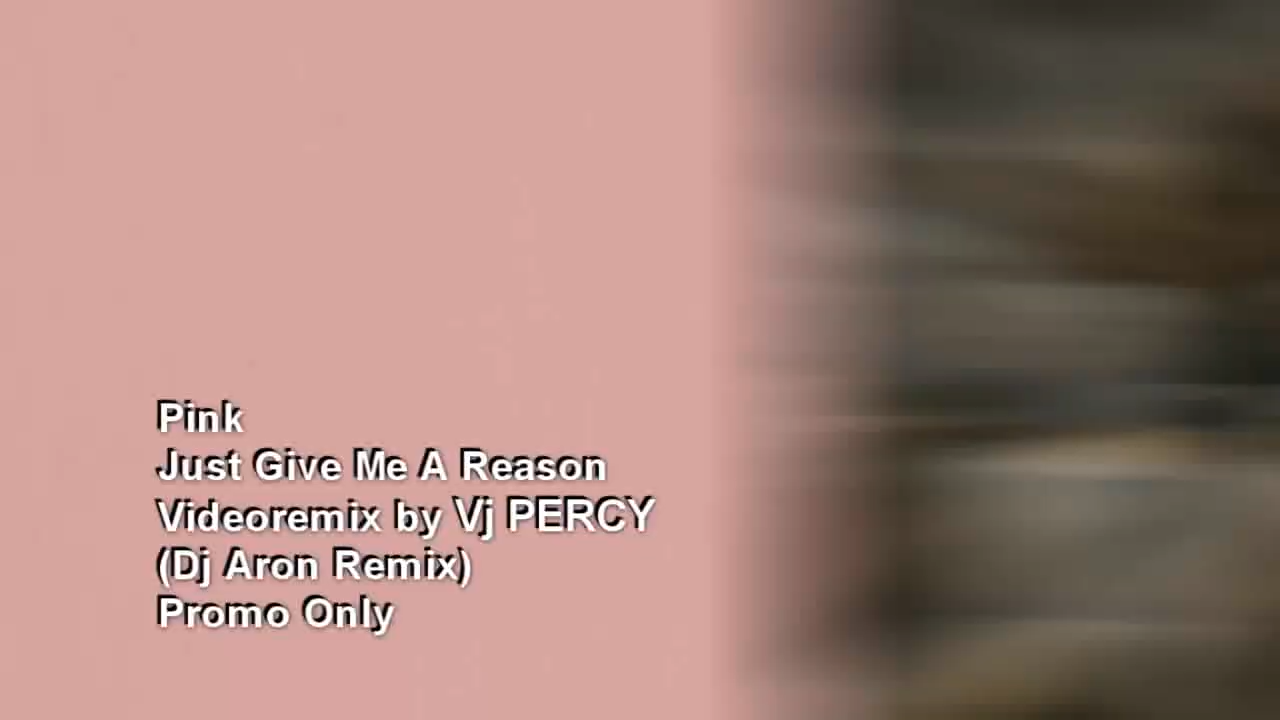 Pink
Just Give Me A Reason
Videoremix by Vj PERCY
(Dj Aron Remix)
Promo Only